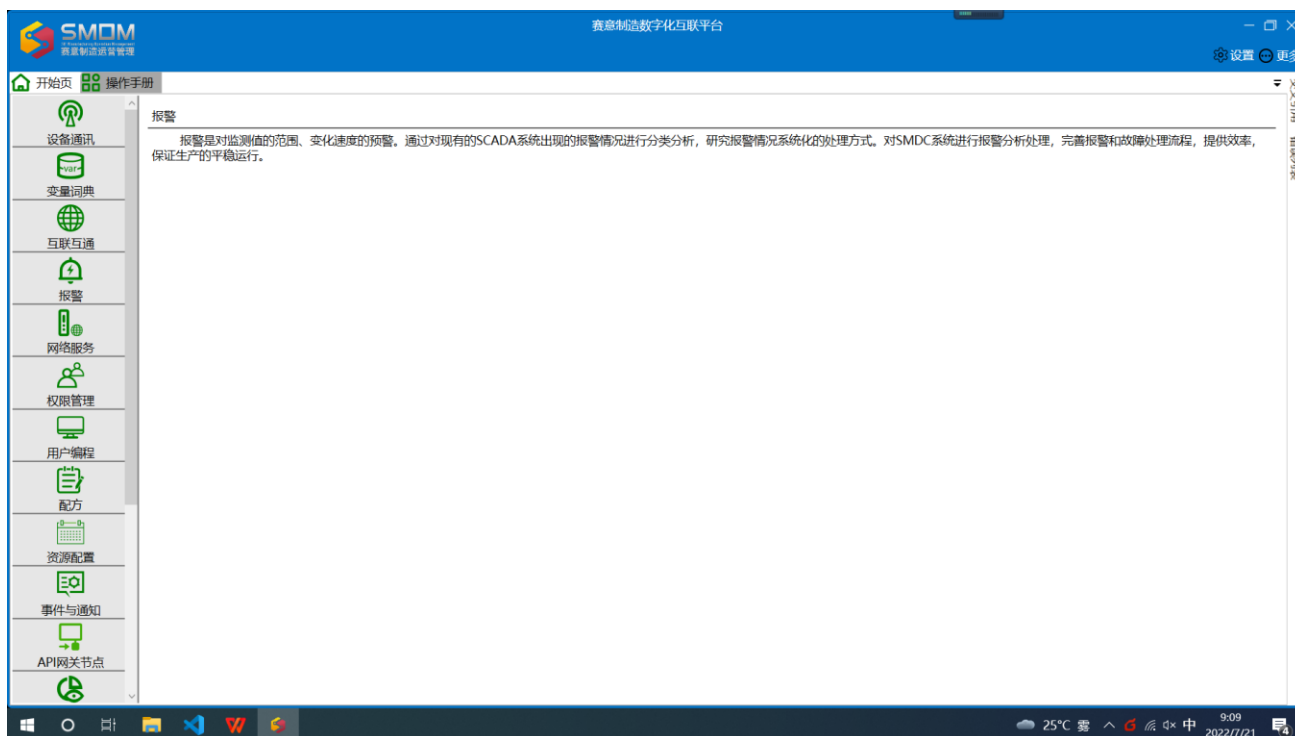 SMOM
赛意制造运营管理
赛意制造数字化互联平台
设置 更多
开始页 操作手册
设备通讯
变量词典
互联互通
报警
网络服务
权限管理
用户编程
配方
资源配置
事件与通知
API网关节点
报警
报警是对监测值的范围、变化速度的预警。通过对现有的SCADA系统出现的报警情况进行分类分析，研究报警情况系统化的处理方式。对SMDC系统进行报警分析处理，完善报警和故障处理流程，提供效率，
保证生产的平稳运行。
25°C 雾 中 9:09
2022/7/21
4